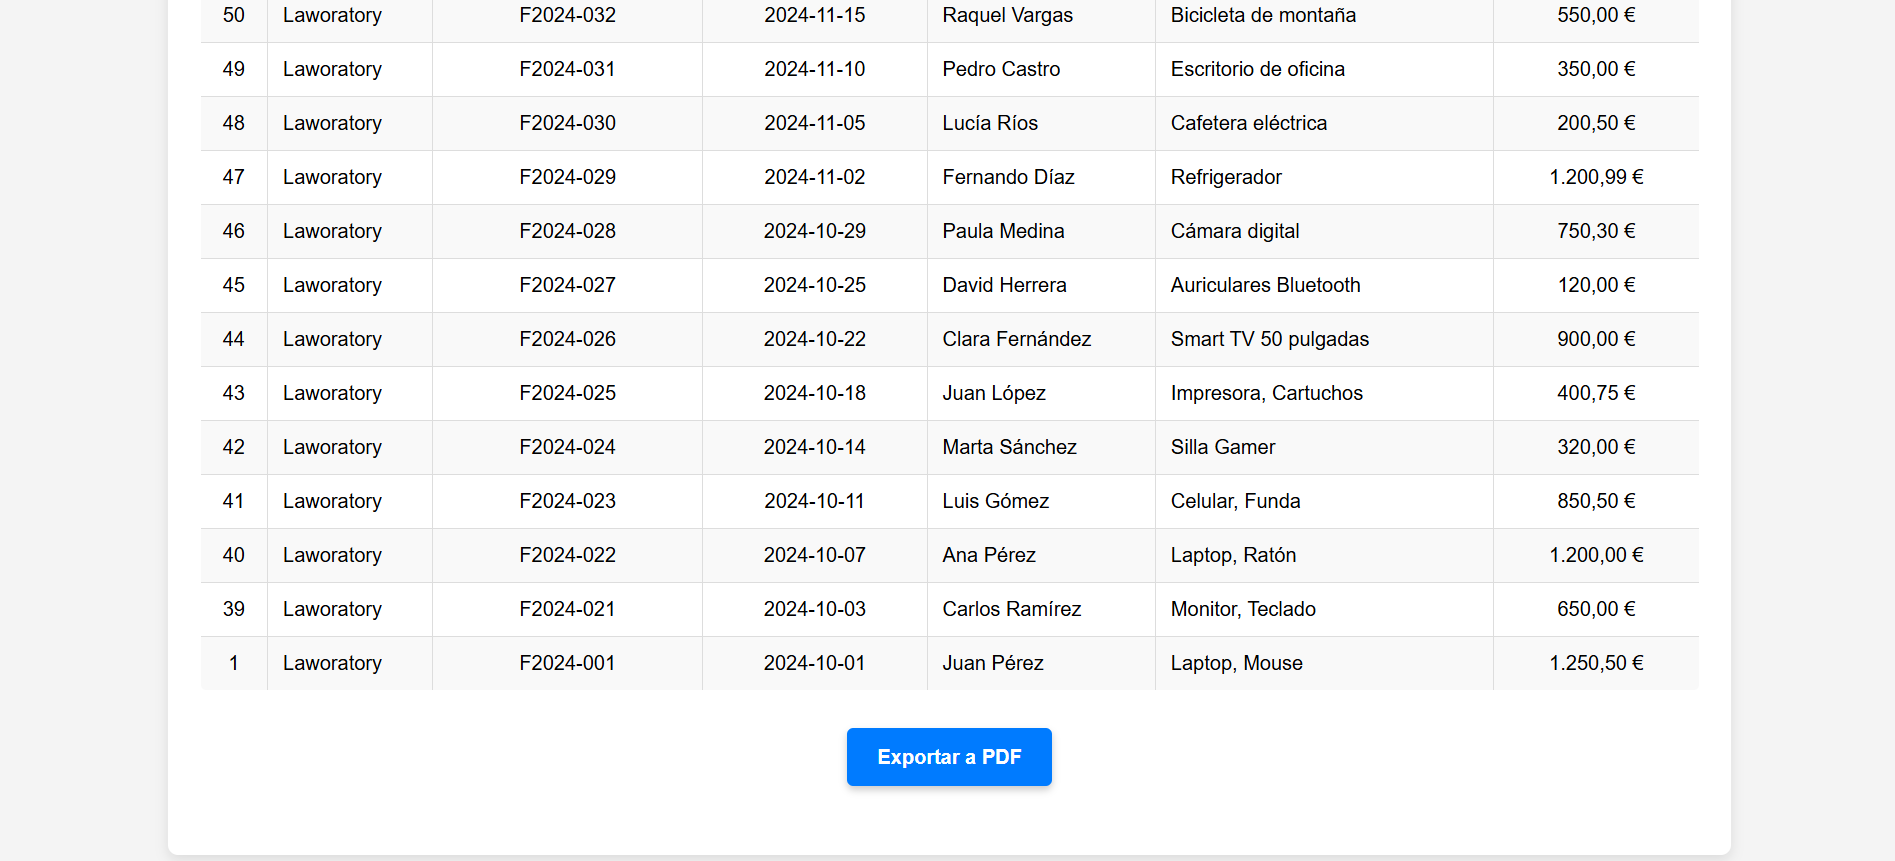 50 Laworatory F2024-032 2024-11-15 Raquel Vargas Bicicleta de montaña 550,00 €
49 Laworatory F2024-031 2024-11-10 Pedro Castro Escritorio de oficina 350,00 €
48 Laworatory F2024-030 2024-11-05 Lucía Ríos Cafetera eléctrica 200,50 €
47 Laworatory F2024-029 2024-11-02 Fernando Díaz Refrigerador 1.200,99 €
46 Laworatory F2024-028 2024-10-29 Paula Medina Cámara digital 750,30 €
45 Laworatory F2024-027 2024-10-25 David Herrera Auriculares Bluetooth 120,00 €
44 Laworatory F2024-026 2024-10-22 Clara Fernández Smart TV 50 pulgadas 900,00 €
43 Laworatory F2024-025 2024-10-18 Juan López Impresora, Cartuchos 400,75 €
42 Laworatory F2024-024 2024-10-14 Marta Sánchez Silla Gamer 320,00 €
41 Laworatory F2024-023 2024-10-11 Luis Gómez Celular, Funda 850,50 €
40 Laworatory F2024-022 2024-10-07 Ana Pérez Laptop, Ratón 1.200,00 €
39 Laworatory F2024-021 2024-10-03 Carlos Ramírez Monitor, Teclado 650,00 €
1 Laworatory F2024-001 2024-10-01 Juan Pérez Laptop, Mouse 1.250,50 €
Exportar a PDF